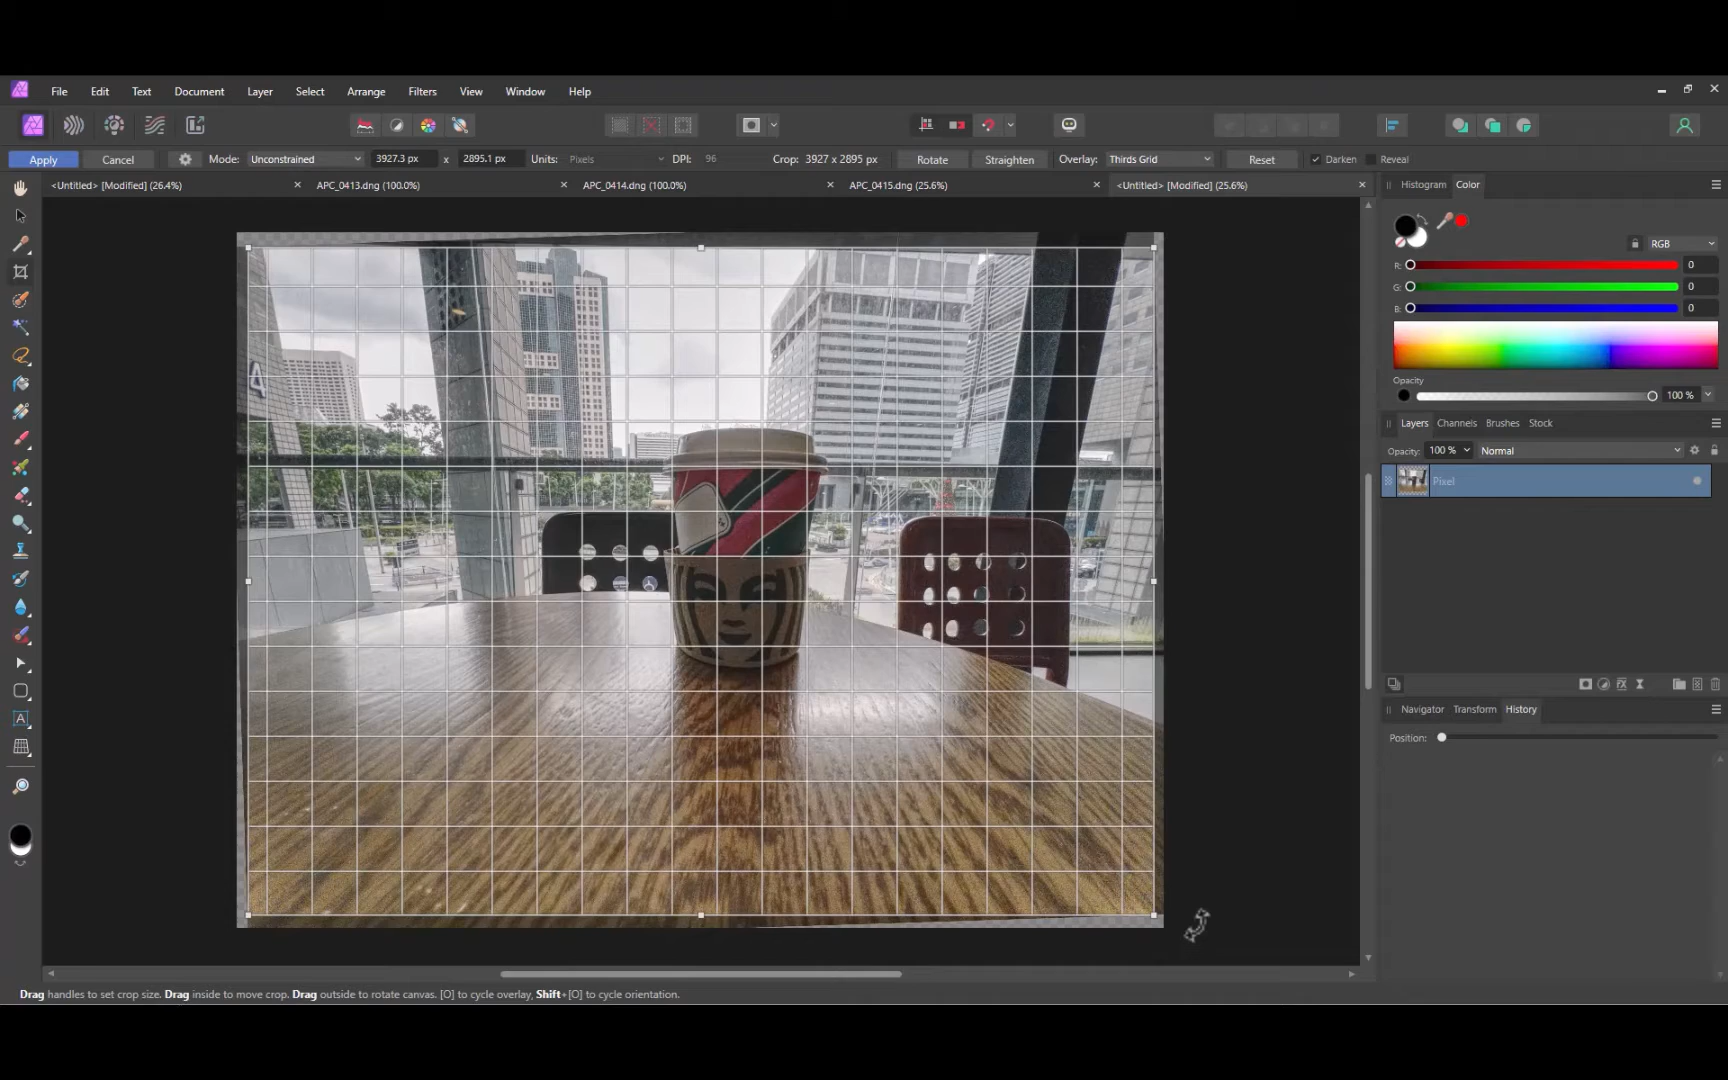 File Edit Text Document Layer Select Arrange Filters View Window Help
Apply Cancel Mode: Unconstrained 3927.3 px x 2895.1 px Units: Pixels DPI: 96 Crop: 3927 x 2895 px Rotate Straighten Overlay: Thirds Grid Reset Darken Reveal
<Untitled> [Modified] (26.4%) APC_0413.dng (100.0%) APC_0414.dng (100.0%) APC_0415.dng (25.6%) <Untitled> [Modified] (25.6%)
Histogram Color
RGB
R: 0
G: 0
B: 0
Opacity
100 %
Layers Channels Brushes Stock
Opacity: 100 % Normal
Pixel
Navigator Transform History
Position:
4
A
Drag handles to set crop size. Drag inside to move crop. Drag outside to rotate canvas. [O] to cycle overlay, Shift+[O] to cycle orientation.